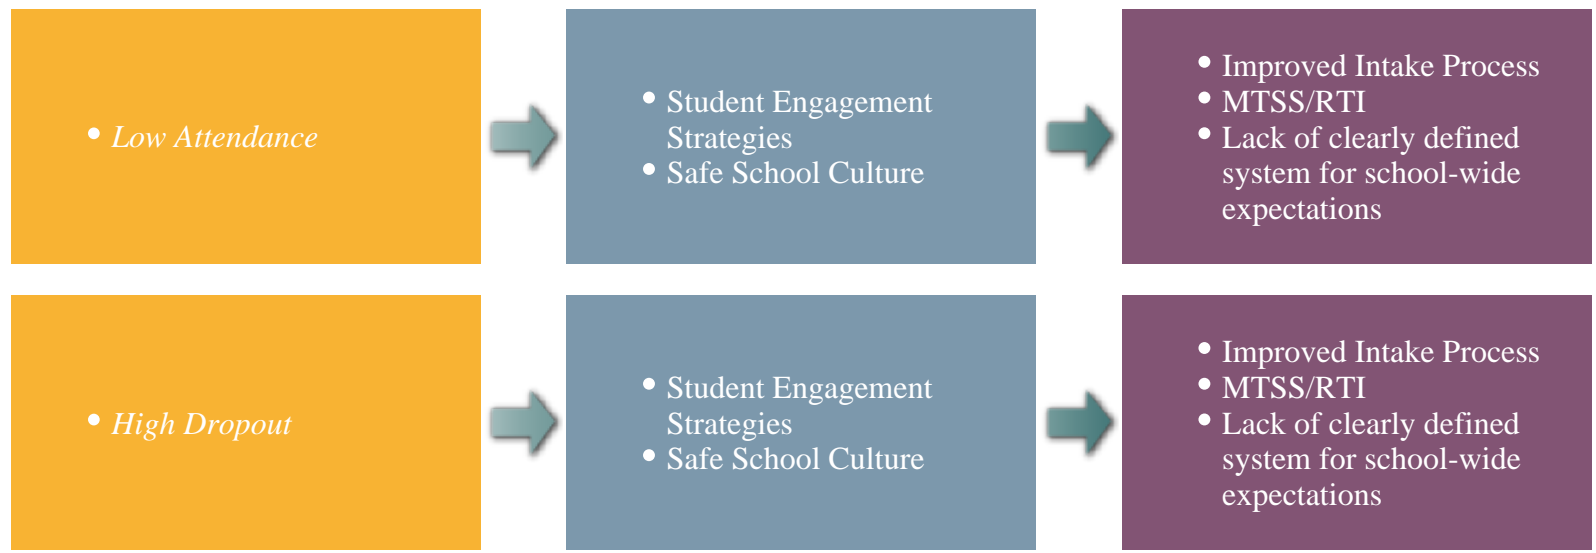 • Low Attendance
• Student Engagement
Strategies
• Safe School Culture
• Improved Intake Process
• MTSS/RTI
• Lack of clearly defined
system for school-wide
expectations
• High Dropout
• Student Engagement
Strategies
• Safe School Culture
• Improved Intake Process
• MTSS/RTI
• Lack of clearly defined
system for school-wide
expectations